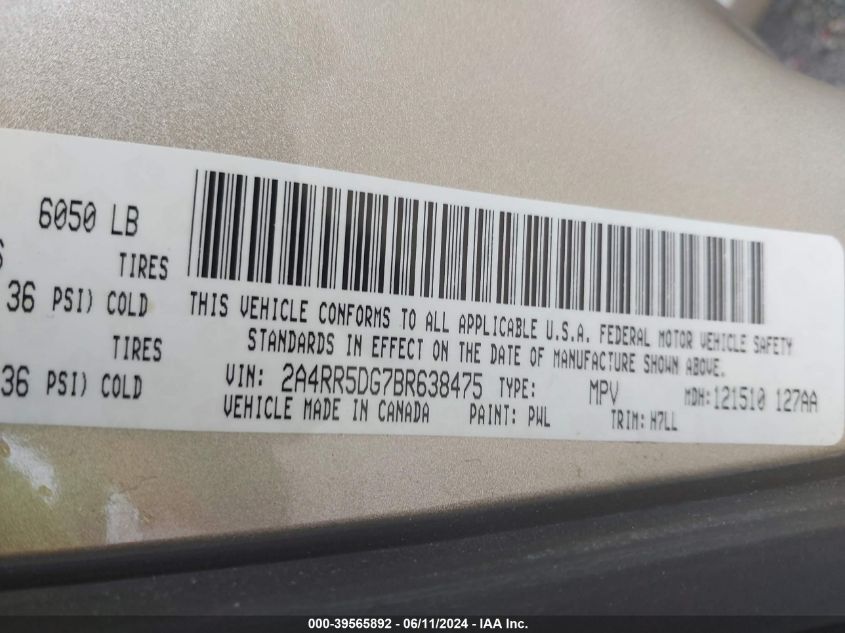 6050 LB
TIRES
36 PSI) COLD
TIRES
36 PSI) COLD
THIS VEHICLE CONFORMS TO ALL APPLICABLE U.S.A. FEDERAL MOTOR VEHICLE SAFETY
STANDARDS IN EFFECT ON THE DATE OF MANUFACTURE SHOWN ABOVE.
VIN: 2A4RR5DG7BR638475 TYPE: MPV MDH: 121510 127AA
VEHICLE MADE IN CANADA PAINT: PWL TRIM: H7LL
000-39565892 - 06/11/2024 - IAA Inc.